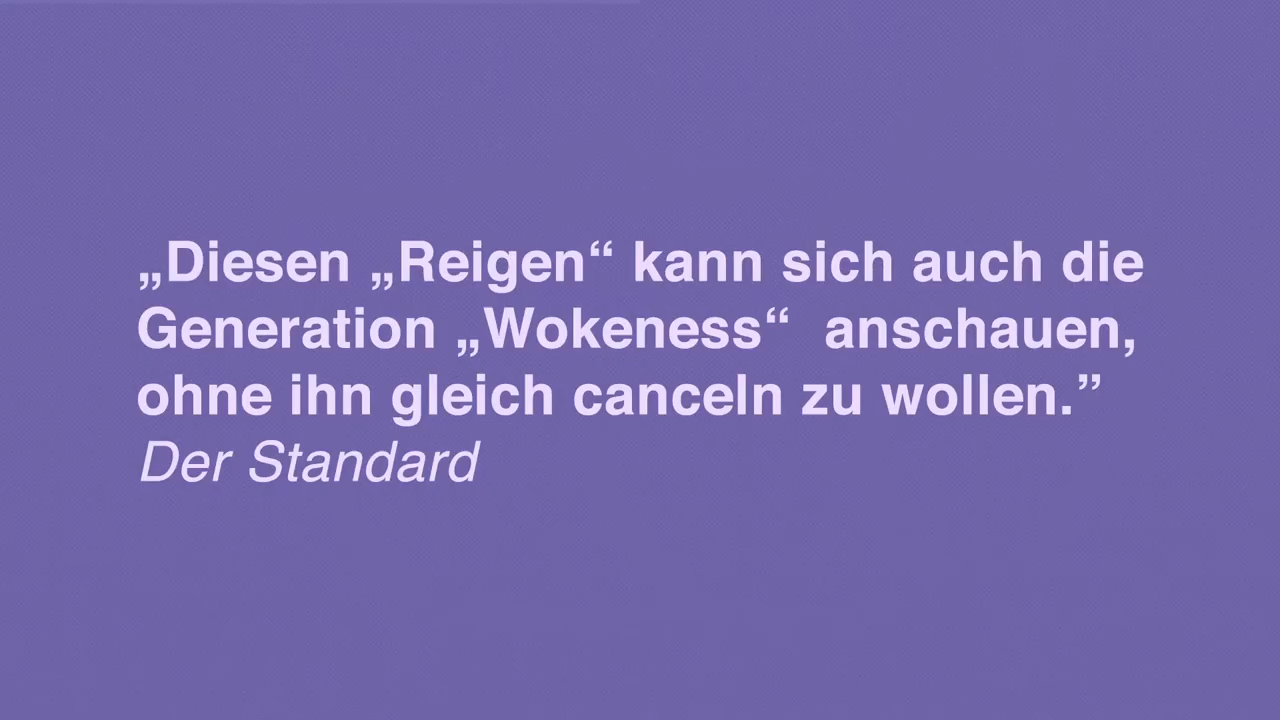 „Diesen „Reigen“ kann sich auch die
Generation „Wokeness“  anschauen,
ohne ihn gleich canceln zu wollen.”
Der Standard